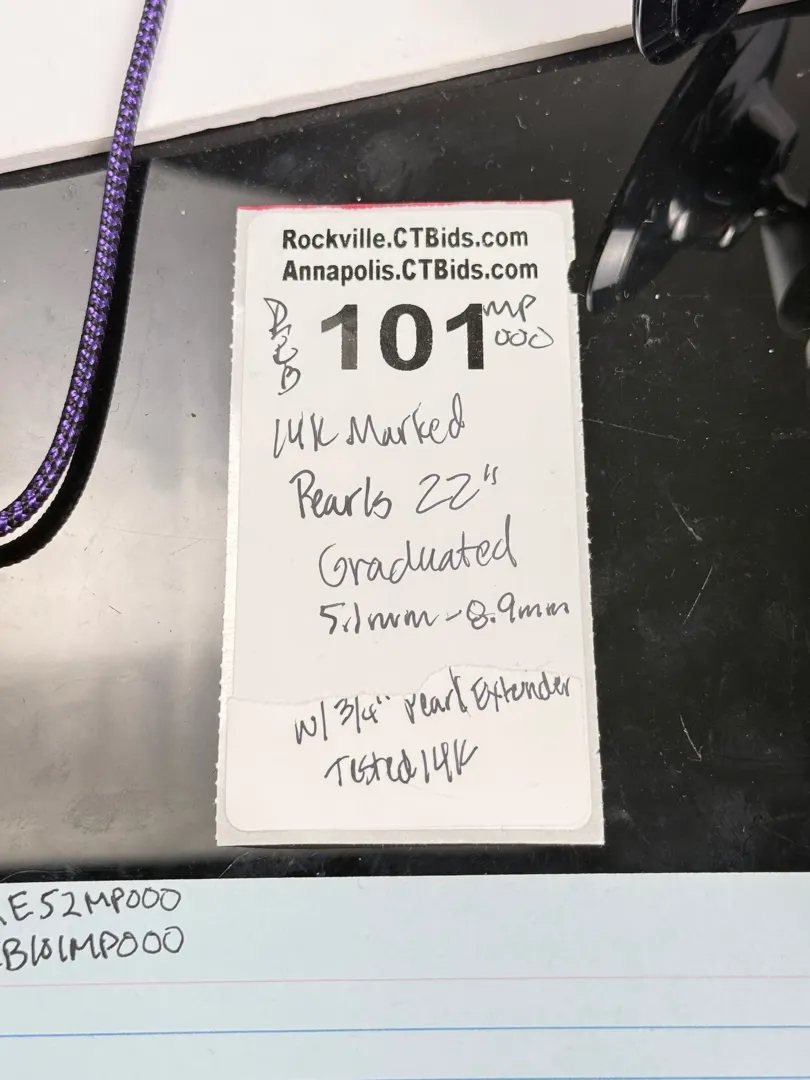 Rockville.CTBids.com
Annapolis.CTBids.com
101 MP
000
14K Marked
Pearls 22"
Graduated
5.1mm - 8.9mm
w/ 3/4" Pearl Extender
Tested 14K
E52MP000
B101MP000